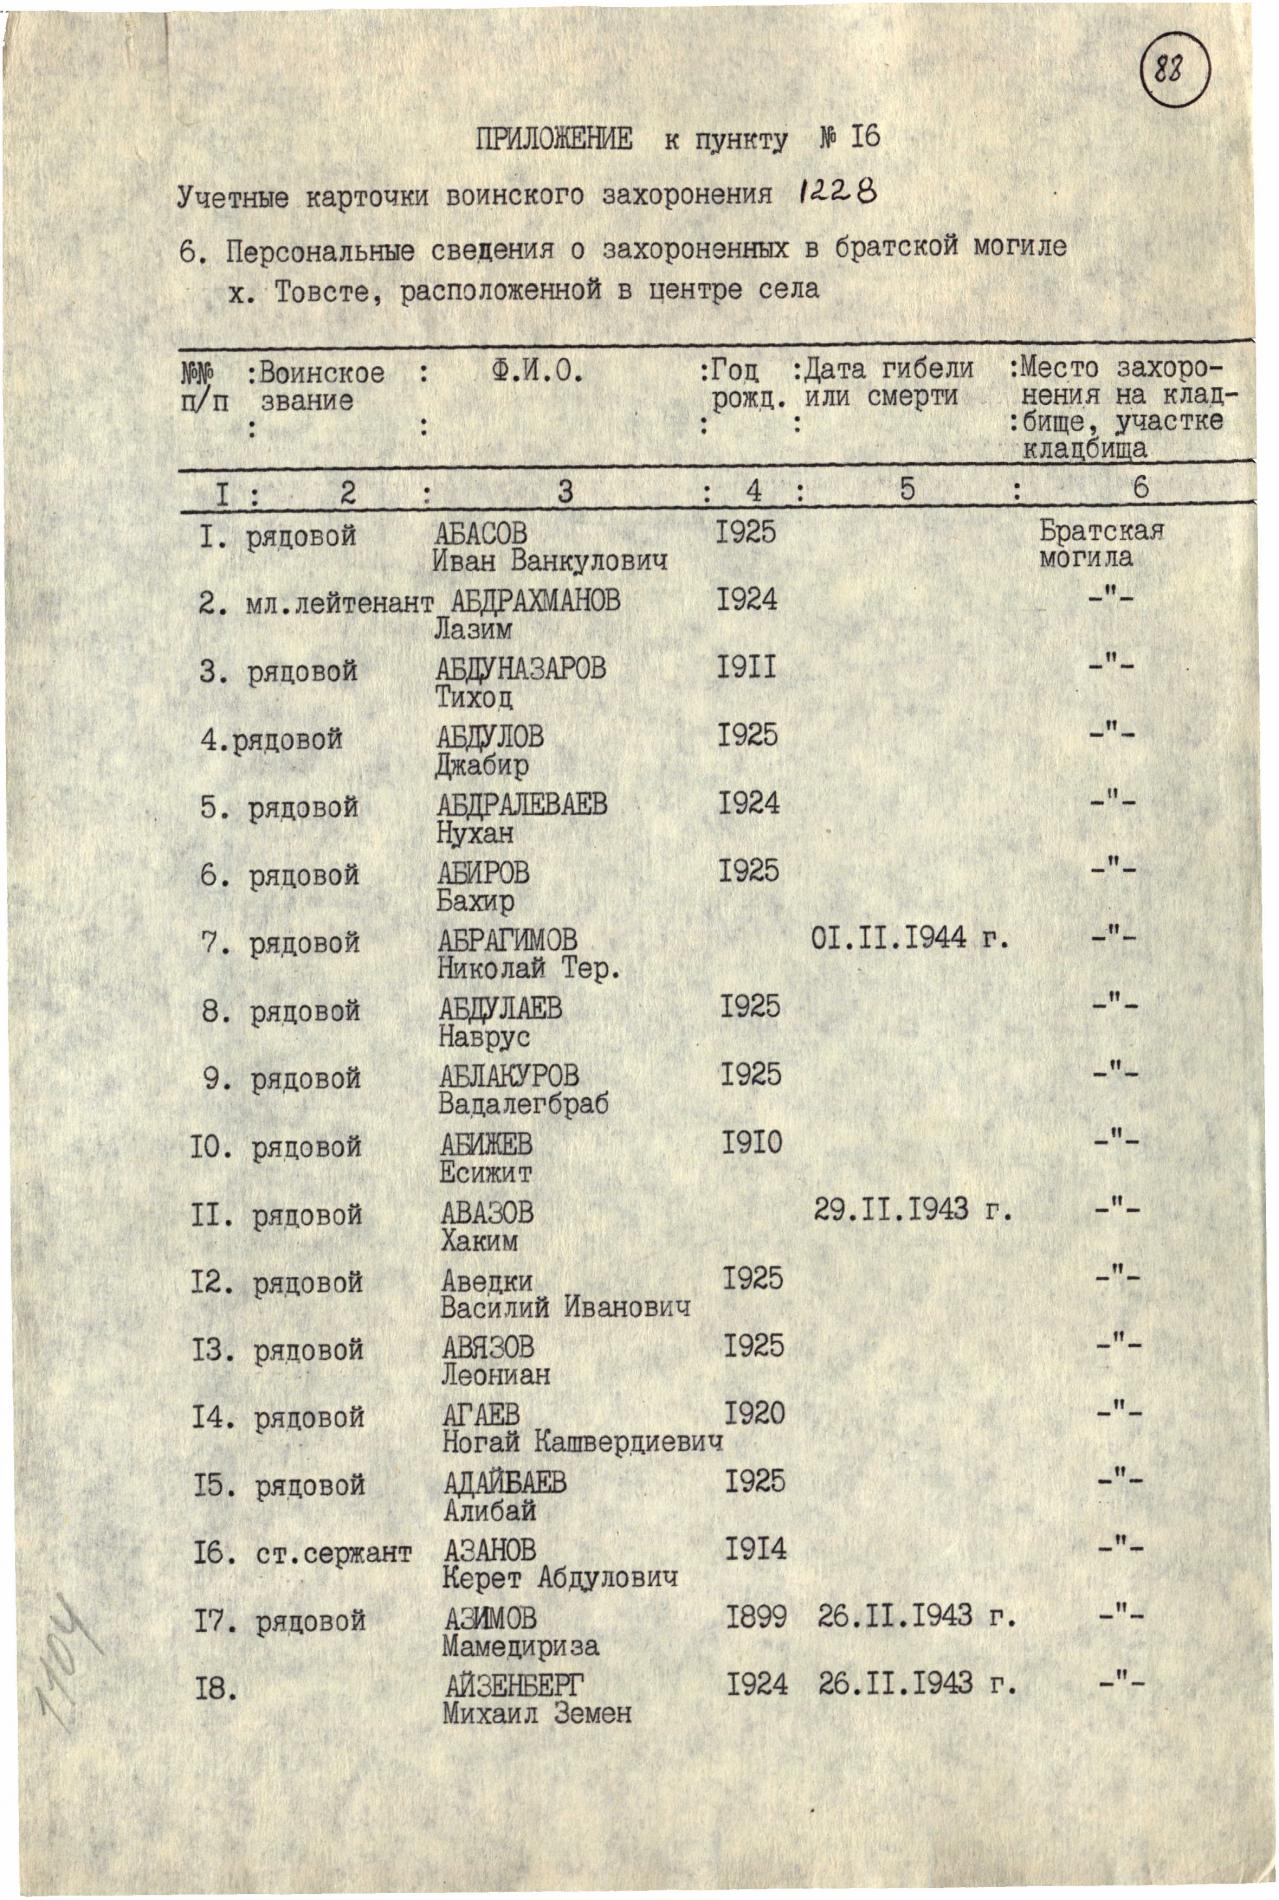 88
ПРИЛОЖЕНИЕ к пункту № I6
Учетные карточки воинского захоронения 1228
6. Персональные сведения о захороненных в братской могиле
х. Товсте, расположенной в центре села
№№ :Воинское : Ф.И.О. :Год :Дата гибели :Место захоро-
п/п звание рожд. или смерти нения на клад-
: : : : :бище, участке
кладбища
I : 2 : 3 : 4 : 5 : 6
I. рядовой АБАСОВ I925 Братская
Иван Ванкулович могила
2. мл.лейтенант АБДРАХМАНОВ I924 -"-
Лазим
3. рядовой АБДУНАЗАРОВ I9II -"-
Тиход
4.рядовой АБДУЛОВ I925 -"-
Джабир
5. рядовой АБДРАЛЕВАЕВ I924 -"-
Нухан
6. рядовой АБИРОВ I925 -"-
Бахир
7. рядовой АБРАГИМОВ OI.II.I944 г. -"-
Николай Тер.
8. рядовой АБДУЛАЕВ I925 -"-
Наврус
9. рядовой АБЛАКУРОВ I925 -"-
Вадалегбраб
IO. рядовой АБИЖЕВ I9IO -"-
Есижит
II. рядовой АВАЗОВ 29.II.I943 г. -"-
Хаким
I2. рядовой Аведки I925 -"-
Василий Иванович
I3. рядовой АВЯЗОВ I925 -"-
Леониан
I4. рядовой АГАЕВ I920 -"-
Ногай Кашвердиевич
I5. рядовой АДАЙБАЕВ I925 -"-
Алибай
I6. ст.сержант АЗАНОВ I9I4 -"-
Керет Абдулович
I7. рядовой АЗИМОВ I899 26.II.I943 г. -"-
Мамедириза
I8. АЙЗЕНБЕРГ I924 26.II.I943 г. -"-
Михаил Земен
1104